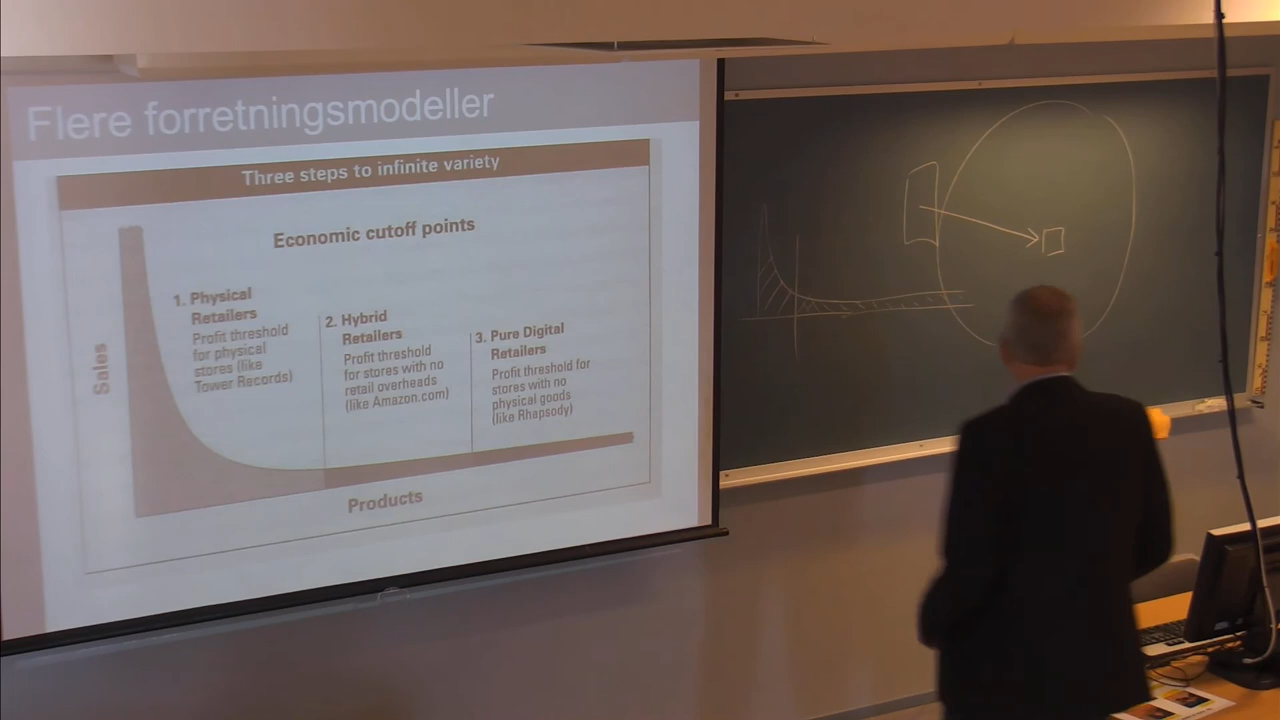 Flere forretningsmodeller
Three steps to infinite variety
Economic cutoff points
1. Physical
Retailers
Profit threshold
for physical
stores (like
Tower Records)
2. Hybrid
Retailers
Profit threshold
for stores with no
retail overheads
(like Amazon.com)
3. Pure Digital
Retailers
Profit threshold for
stores with no
physical goods
(like Rhapsody)
Sales
Products